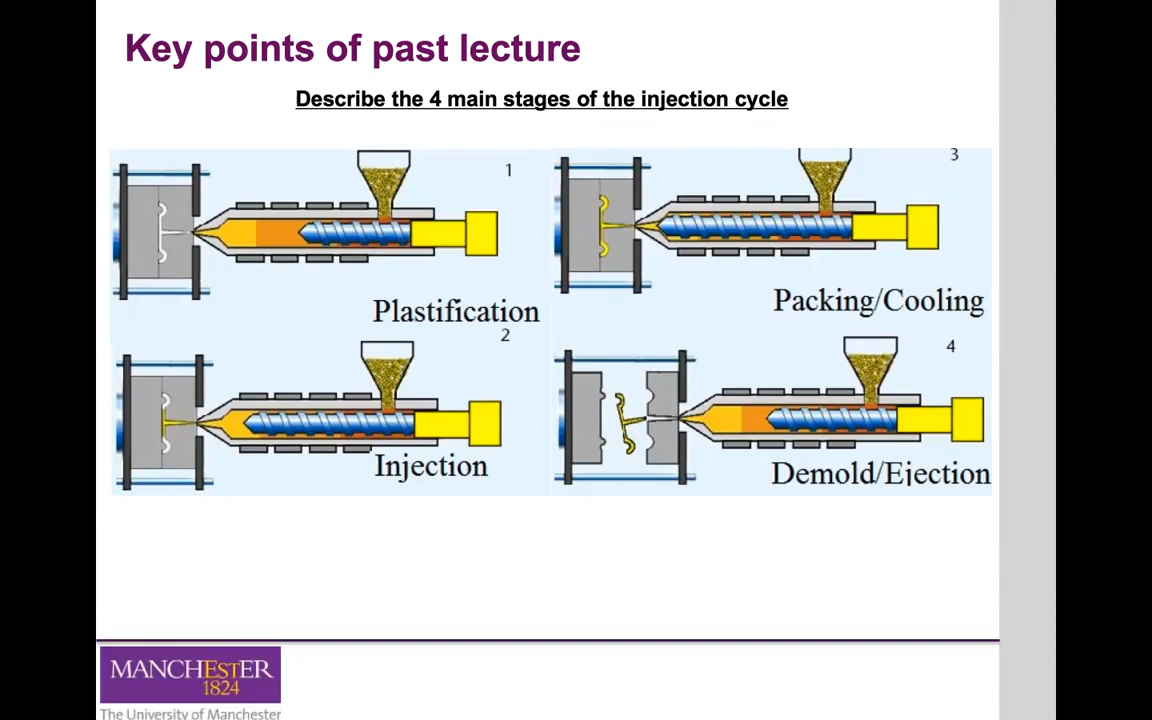 Key points of past lecture
Describe the 4 main stages of the injection cycle
1
Plastification
2
Injection
3
Packing/Cooling
4
Demold/Ejection
MANCHESTER
1824
The University of Manchester